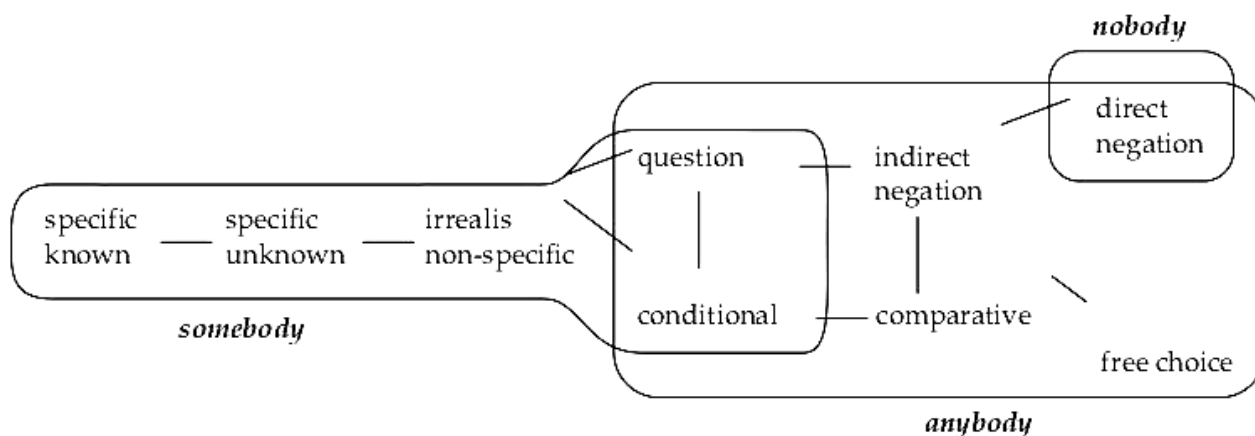 nobody
direct
negation
question
indirect
negation
specific
known
specific
unknown
irrealis
non-specific
conditional
comparative
somebody
free choice
anybody